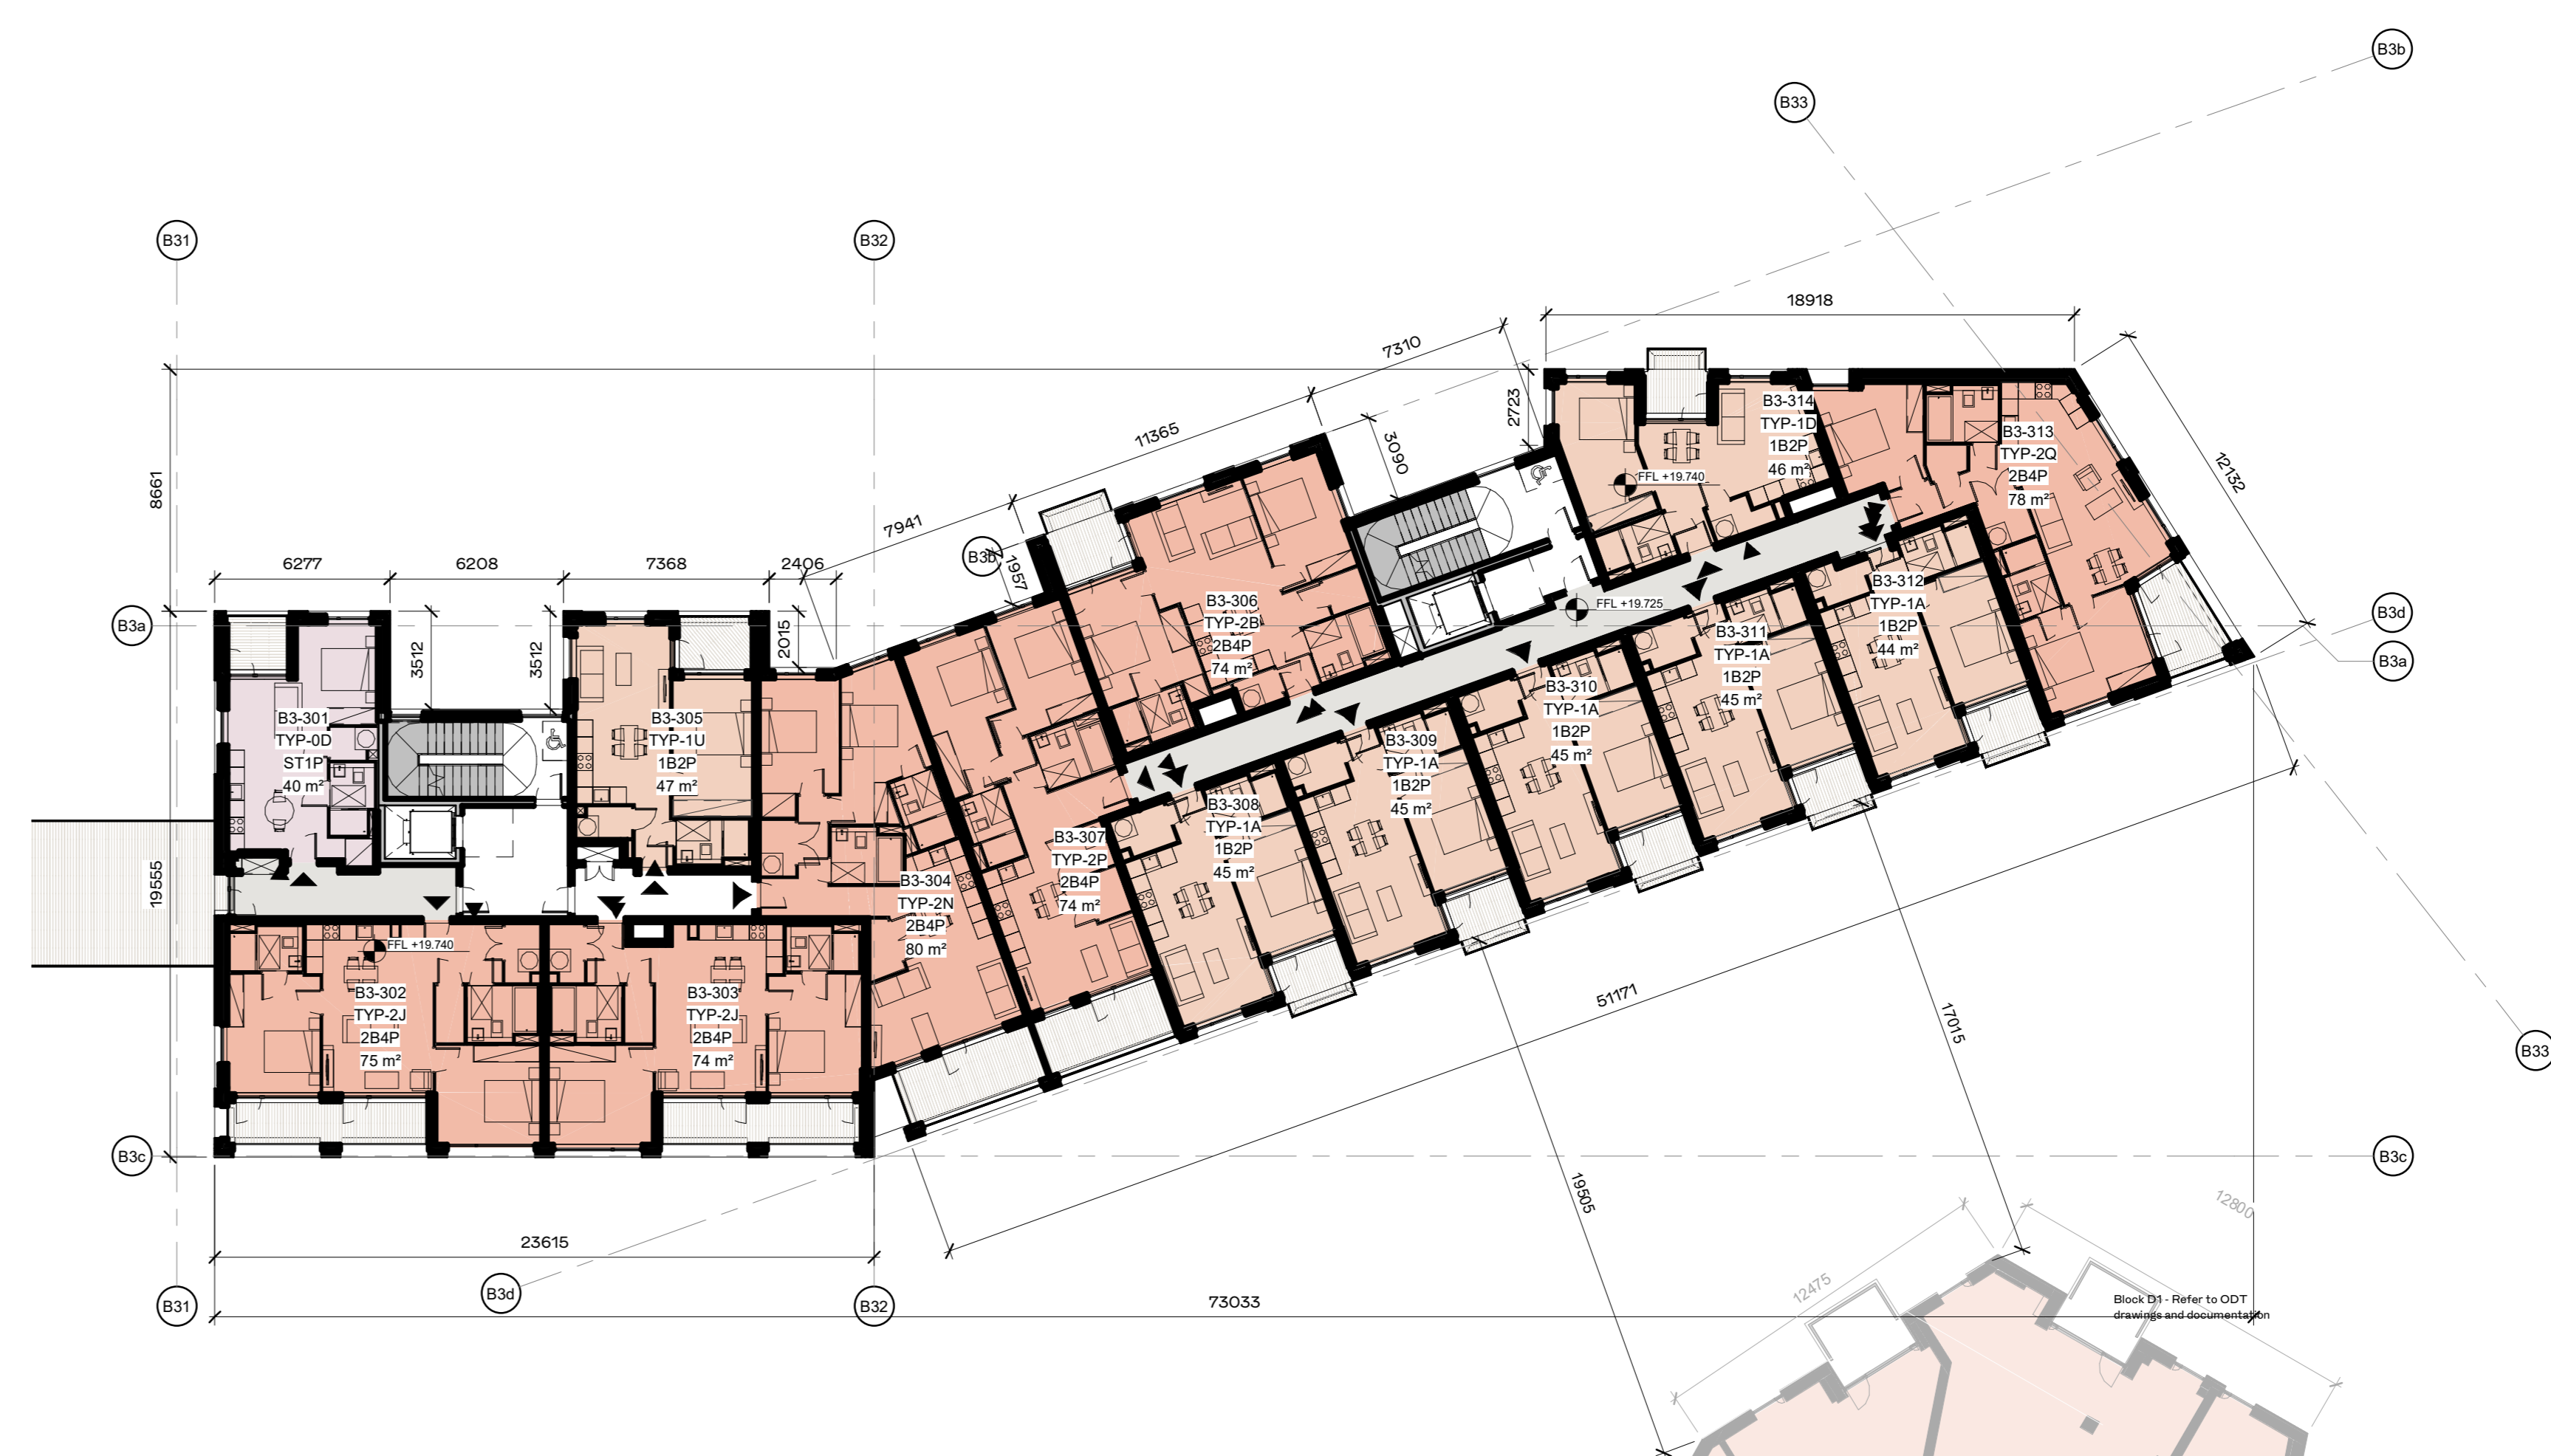 B3b
B33
B31
B32
18918
7310
2723
11365
3090
12132
8661
7941
B3b
1957
6277
6208
7368
2406
B3a
3512
3512
2015
B3d
B3a
B3-314
TYP-1D
1B2P
46 m²
FFL +19.740
B3-313
TYP-2Q
2B4P
78 m²
B3-312
TYP-1A
1B2P
44 m²
FFL +19.725
B3-306
TYP-2B
2B4P
74 m²
B3-311
TYP-1A
1B2P
45 m²
B3-310
TYP-1A
1B2P
45 m²
B3-309
TYP-1A
1B2P
45 m²
B3-308
TYP-1A
1B2P
45 m²
B3-307
TYP-2P
2B4P
74 m²
B3-301
TYP-0D
ST1P
40 m²
B3-305
TYP-1U
1B2P
47 m²
B3-304
TYP-2N
2B4P
80 m²
19555
FFL +19.740
B3-302
TYP-2J
2B4P
75 m²
B3-303
TYP-2J
2B4P
74 m²
51171
17015
B33
B3c
B3c
19505
12800
23615
B3d
B31
B32
73033
12475
Block D1 - Refer to ODT
drawings and documentation